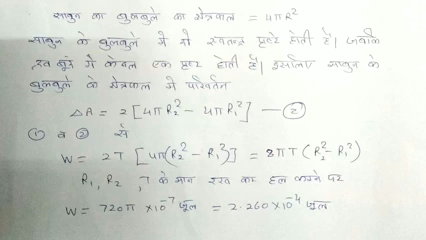 साबुन का बुलबुले का क्षेत्रफल = 4πR²
साबुन के बुलबुले में दो स्वतन्त्र पृष्ठ होती हैं। जबकि
द्रव बूंद में केवल एक पृष्ठ होती है। इसलिए साबुन के
बुलबुले के क्षेत्रफल में परिवर्तन
ΔA = 2 [4πR₂² - 4πR₁²] — ②
① व ② से
W = 2T [4π(R₂² - R₁²)] = 8πT (R₂² - R₁²)
R₁, R₂, T के मान रख का हल करने पर
W = 720π × 10⁻⁷ जूल = 2.260 × 10⁻⁴ जूल